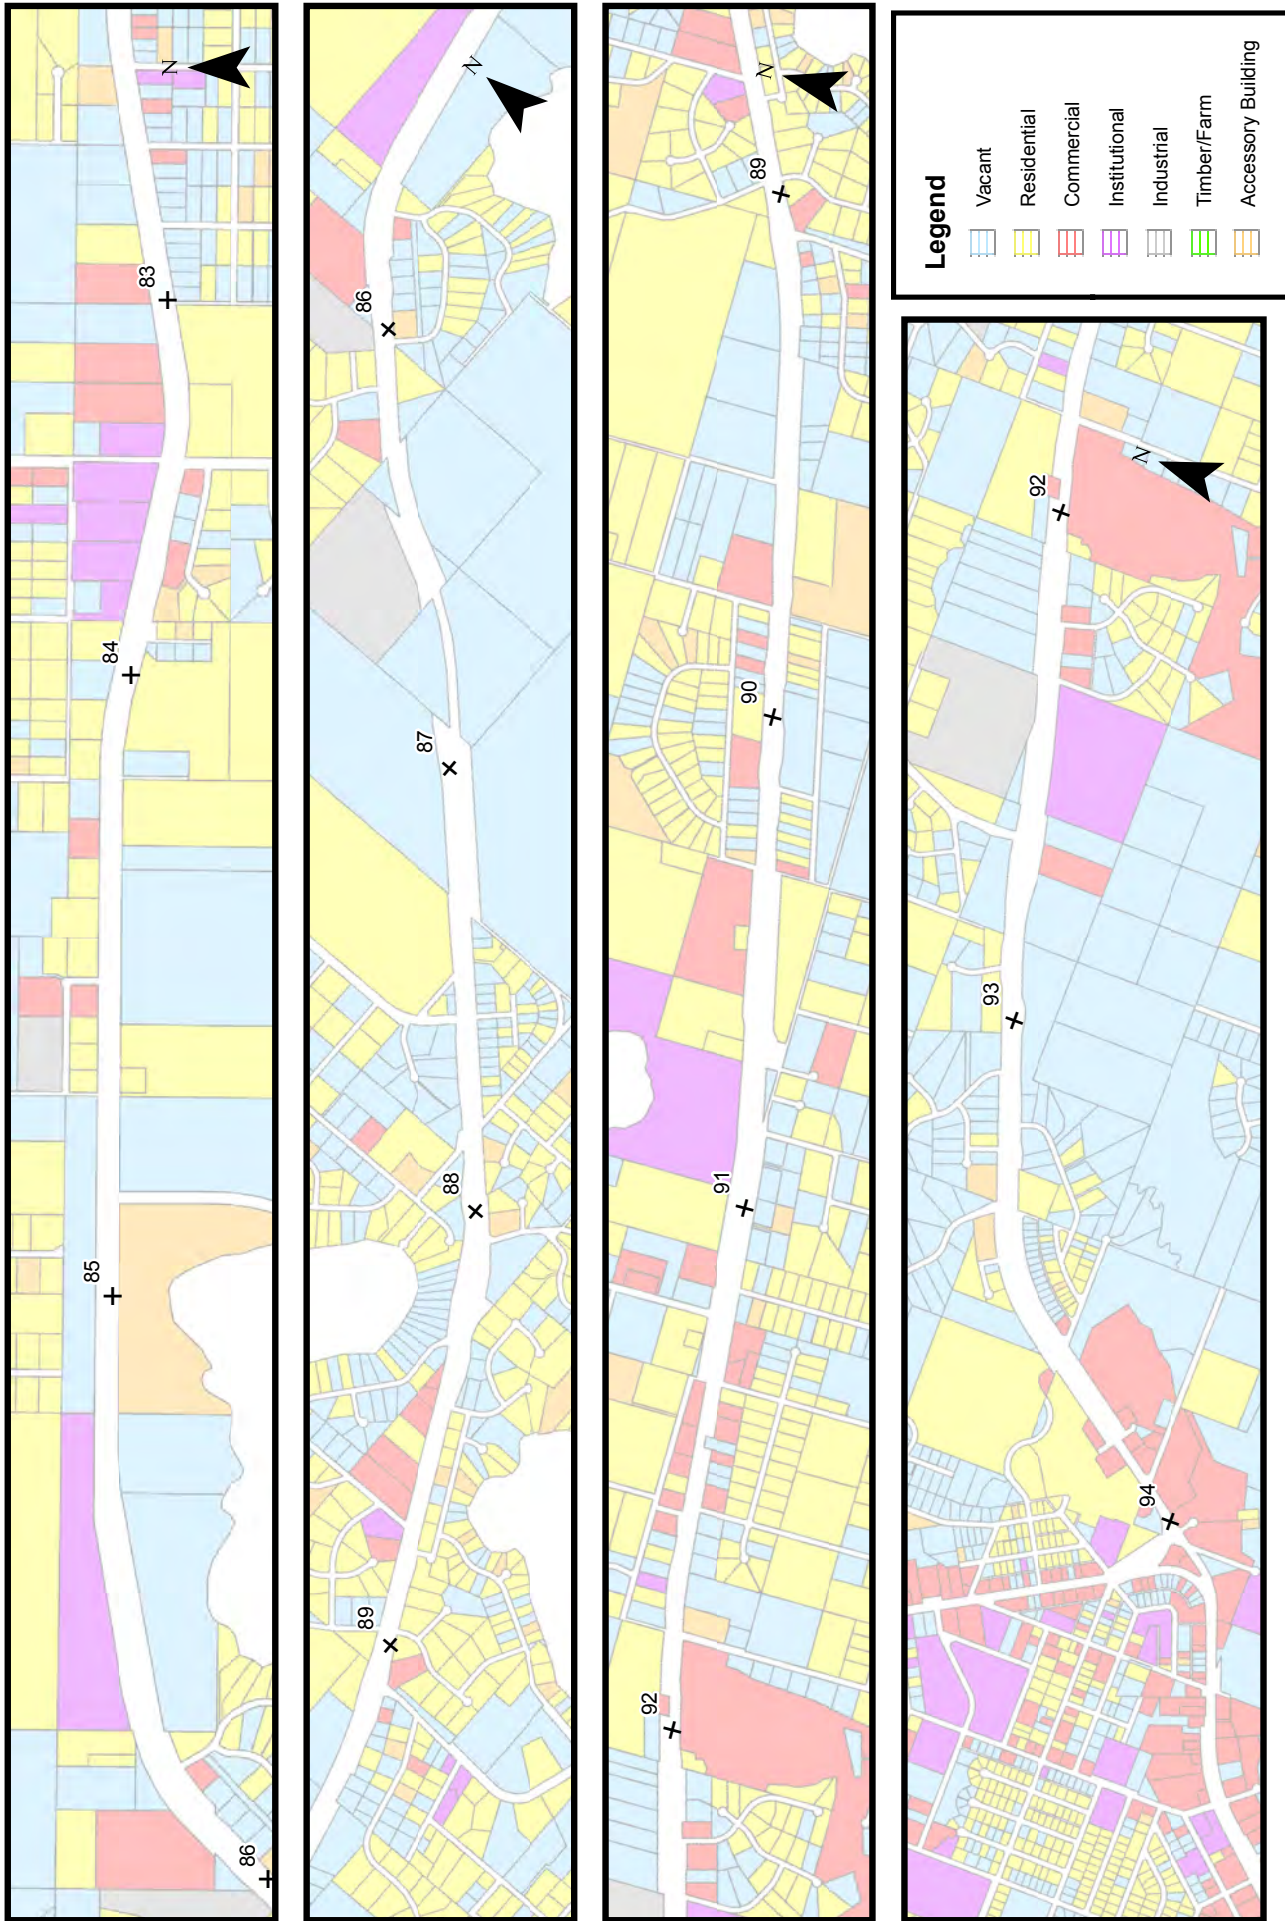 N
83
84
85
86
N
86
87
88
89
N
89
90
91
92
N
92
93
94
Legend
Vacant
Residential
Commercial
Institutional
Industrial
Timber/Farm
Accessory Building